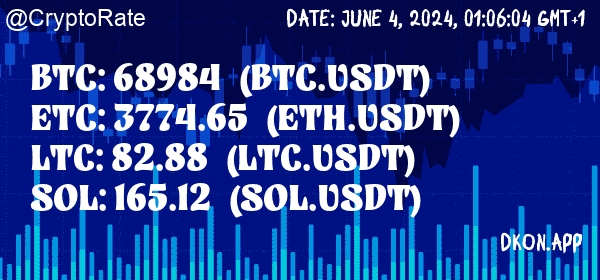 @CryptoRate
DATE: JUNE 4, 2024, 01:06:04 GMT+1
BTC: 68984 (BTC.USDT)
ETC: 3774.65 (ETH.USDT)
LTC: 82.88 (LTC.USDT)
SOL: 165.12 (SOL.USDT)
DKON.APP